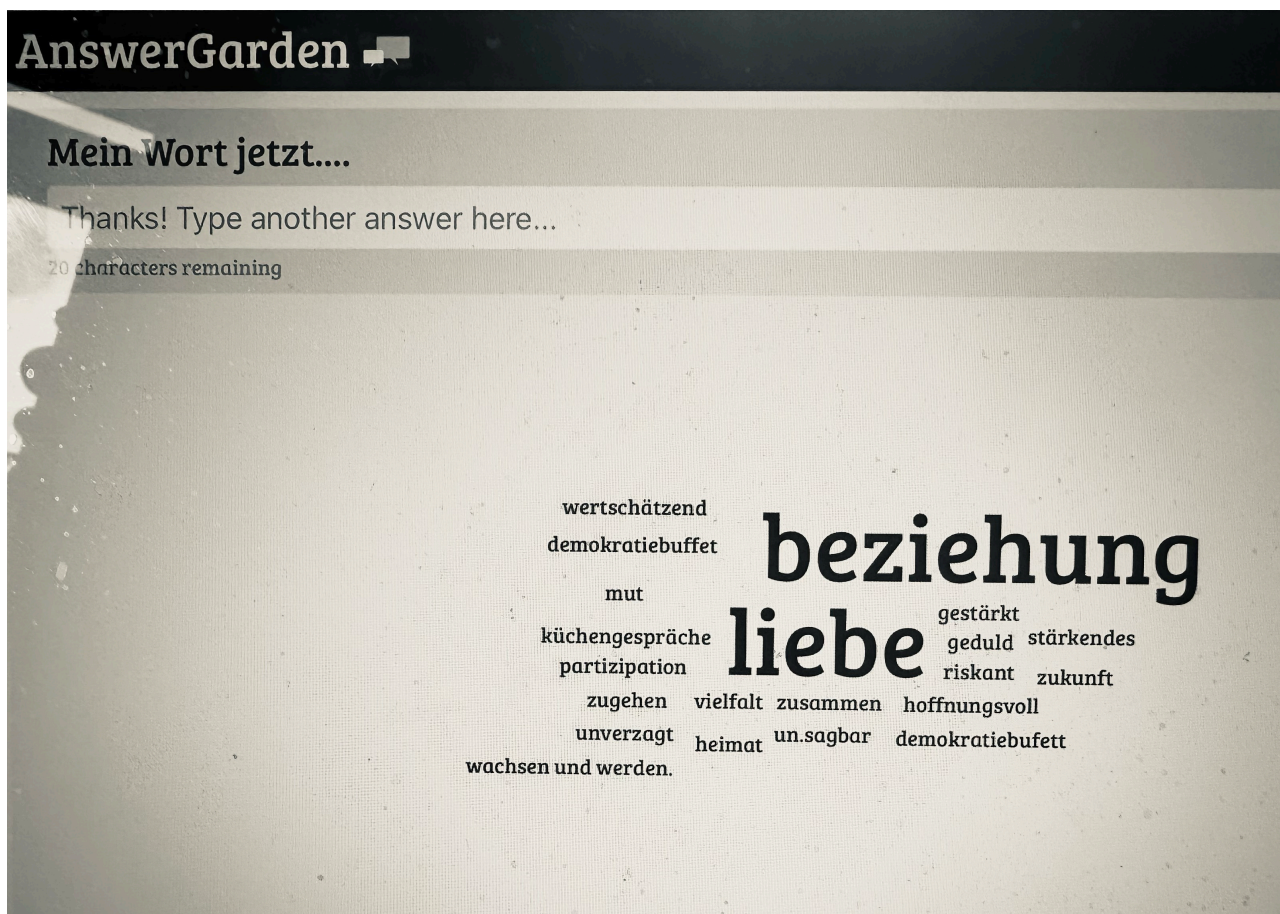 AnswerGarden
Mein Wort jetzt....
Thanks! Type another answer here...
20 characters remaining
wertschätzend
demokratiebuffet
beziehung
mut
liebe
gestärkt
küchengespräche
geduld stärkendes
partizipation
riskant zukunft
zugehen vielfalt zusammen hoffnungsvoll
unverzagt heimat un.sagbar demokratiebufett
wachsen und werden.